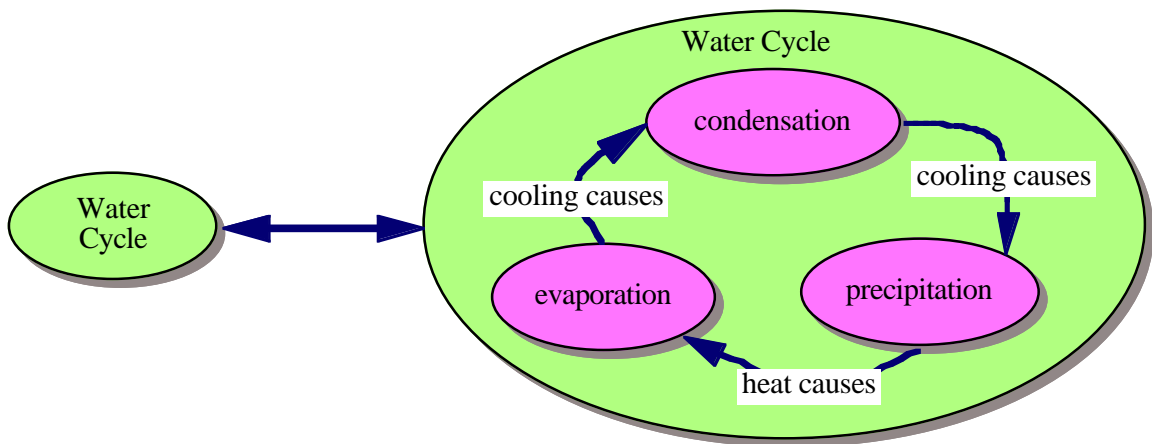 Water Cycle
condensation
cooling causes
cooling causes
Water
Cycle
evaporation
precipitation
heat causes